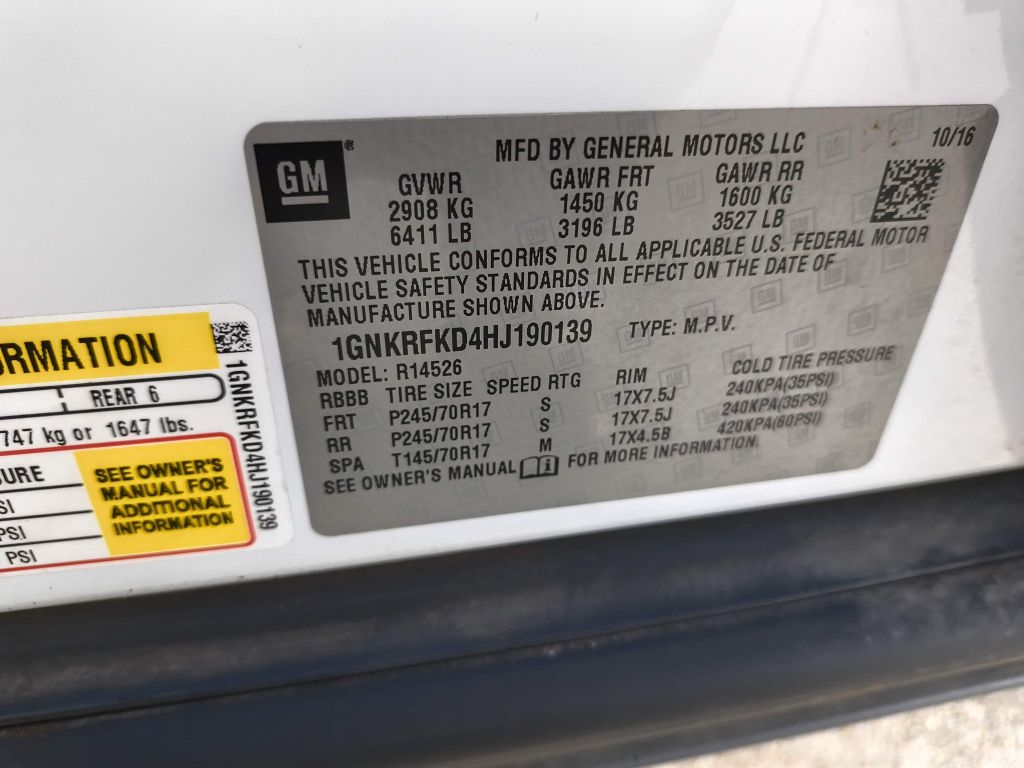 GM ®
MFD BY GENERAL MOTORS LLC
10/16
GVWR GAWR FRT GAWR RR
2908 KG 1450 KG 1600 KG
6411 LB 3196 LB 3527 LB
THIS VEHICLE CONFORMS TO ALL APPLICABLE U.S. FEDERAL MOTOR
VEHICLE SAFETY STANDARDS IN EFFECT ON THE DATE OF
MANUFACTURE SHOWN ABOVE.
1GNKRFKD4HJ190139 TYPE: M.P.V.
MODEL: R14526
RBBB TIRE SIZE SPEED RTG RIM COLD TIRE PRESSURE
FRT P245/70R17 S 17X7.5J 240KPA(35PSI)
RR P245/70R17 S 17X7.5J 240KPA(35PSI)
SPA T145/70R17 M 17X4.5B 420KPA(60PSI)
SEE OWNER'S MANUAL i FOR MORE INFORMATION.
RMATION
REAR 6
747 kg or 1647 lbs.
URE
SI
PSI
PSI
SEE OWNER'S
MANUAL FOR
ADDITIONAL
INFORMATION
1GNKRFKD4HJ190139